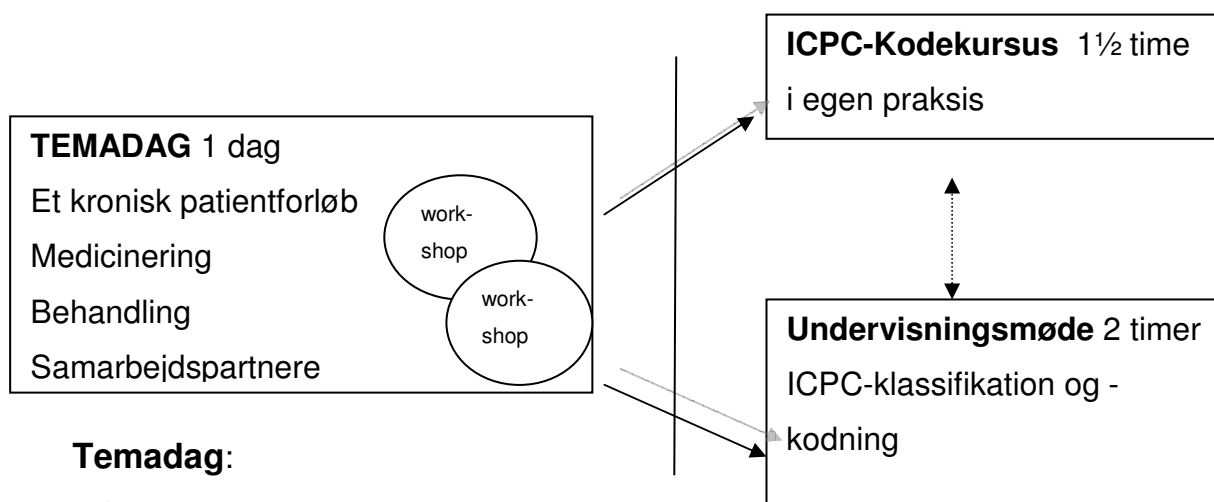 TEMADAG 1 dag
Et kronisk patientforløb
Medicinering
Behandling
Samarbejdspartnere
work-
shop
work-
shop
ICPC-Kodekursus 1½ time
i egen praksis
Undervisningsmøde 2 timer
ICPC-klassifikation og -
kodning
Temadag: